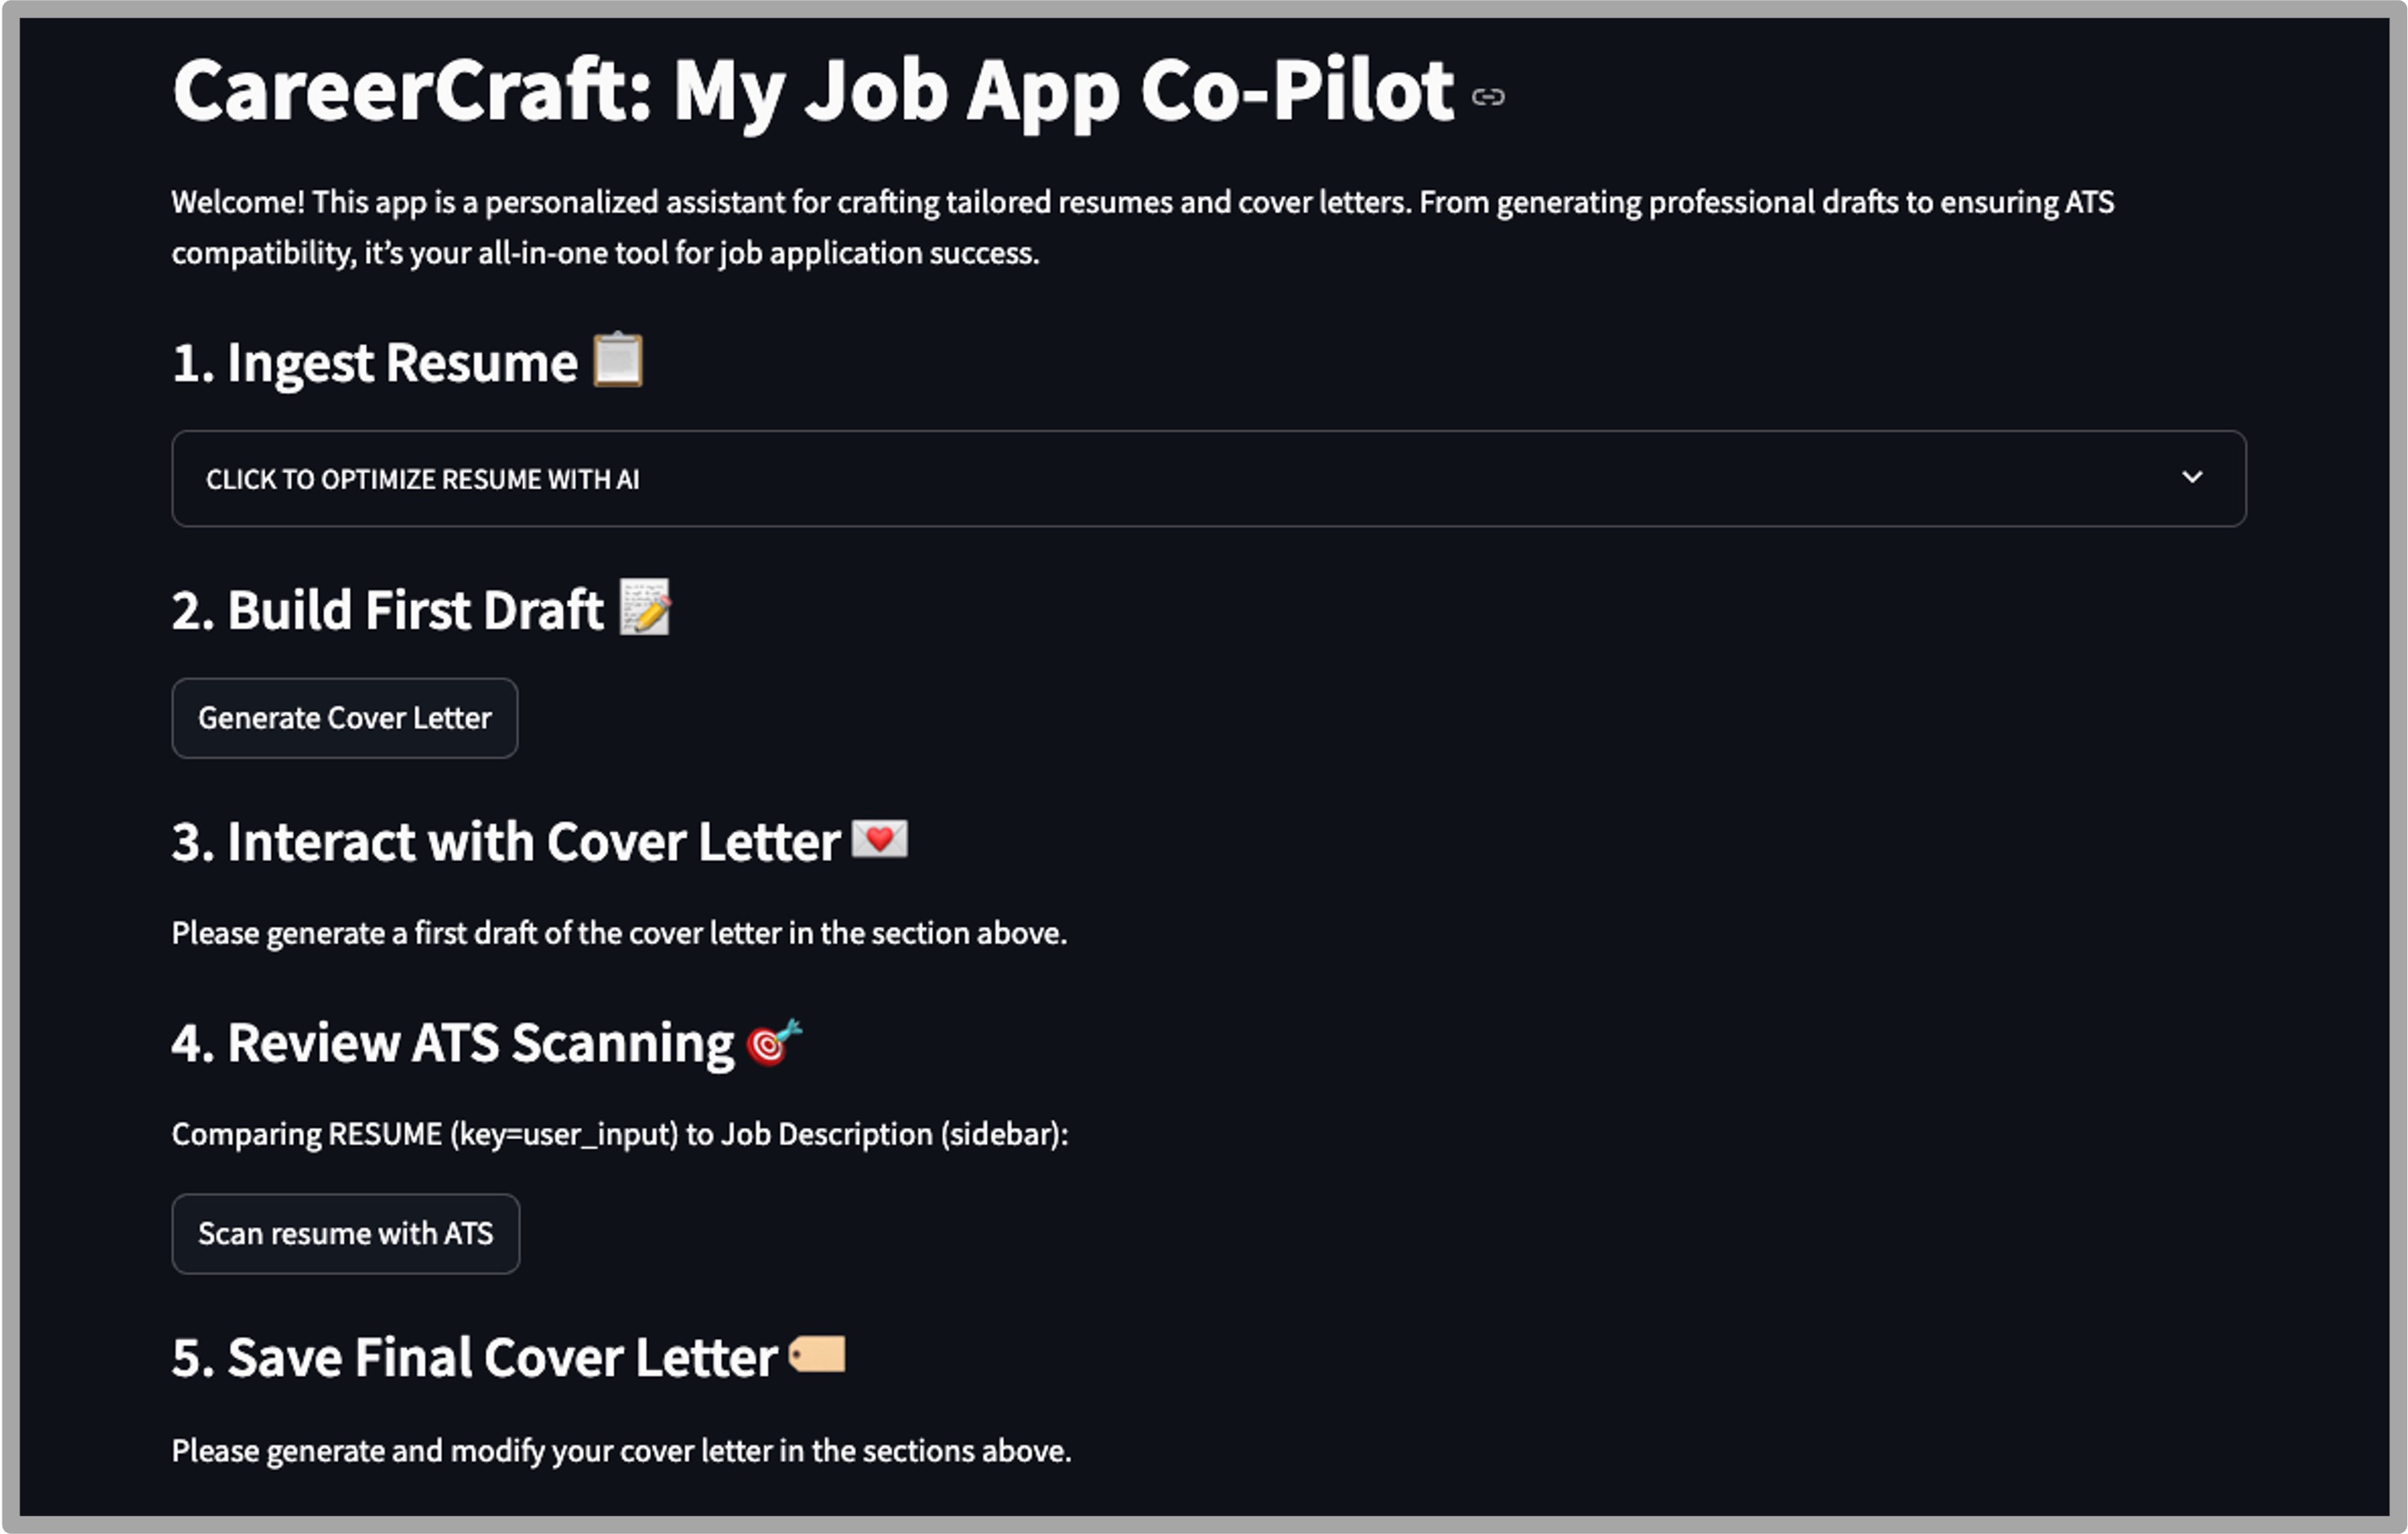 CareerCraft: My Job App Co-Pilot
Welcome! This app is a personalized assistant for crafting tailored resumes and cover letters. From generating professional drafts to ensuring ATS
compatibility, it’s your all-in-one tool for job application success.
1. Ingest Resume
CLICK TO OPTIMIZE RESUME WITH AI
2. Build First Draft
Generate Cover Letter
3. Interact with Cover Letter
Please generate a first draft of the cover letter in the section above.
4. Review ATS Scanning
Comparing RESUME (key=user_input) to Job Description (sidebar):
Scan resume with ATS
5. Save Final Cover Letter
Please generate and modify your cover letter in the sections above.